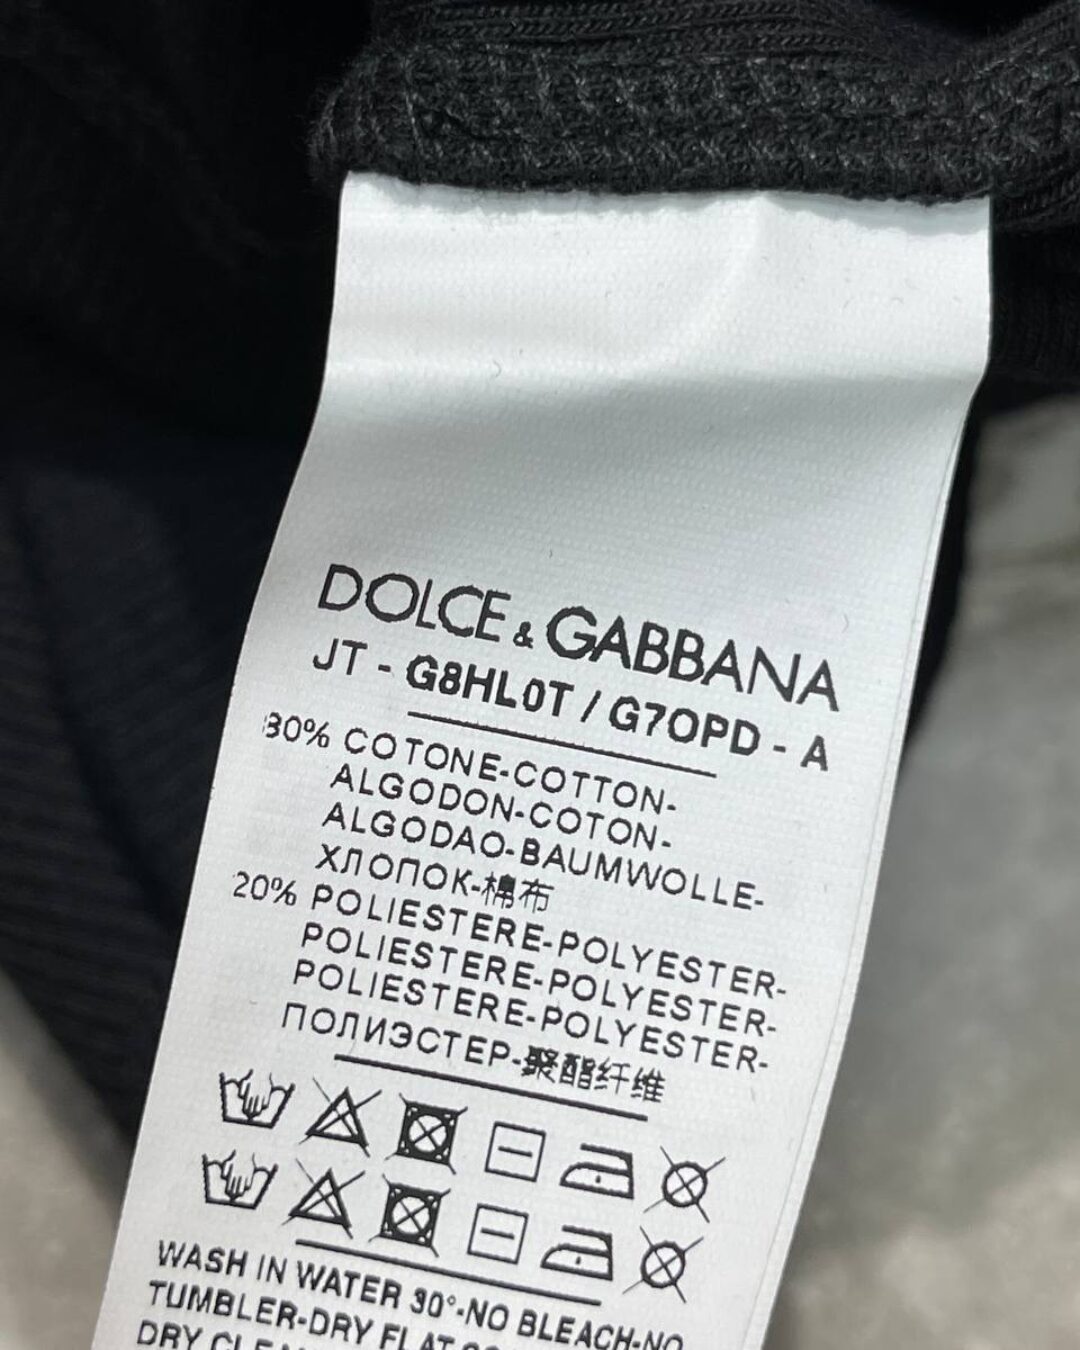 DOLCE & GABBANA
JT - G8HL0T / G7OPD - A
80% COTONE-COTTON-
ALGODON-COTON-
ALGODAO-BAUMWOLLE-
ХЛОПОК-棉布
20% POLIESTERE-POLYESTER-
POLIESTERE-POLYESTER-
POLIESTERE-POLYESTER-
ПОЛИЭСТЕР-聚酯纤维
WASH IN WATER 30°-NO BLEACH-NO
TUMBLER-DRY FLAT
DRY